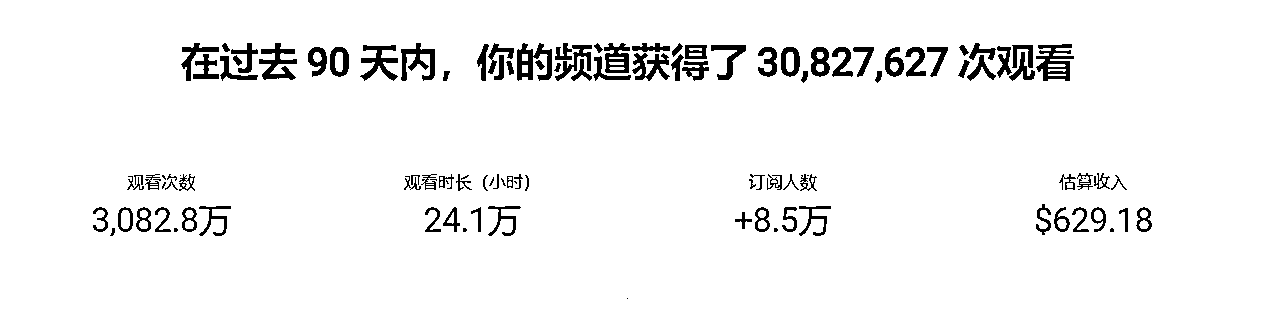 在过去 90 天内，你的频道获得了 30,827,627 次观看
观看次数 观看时长（小时） 订阅人数 估算收入
3,082.8万 24.1万 +8.5万 $629.18